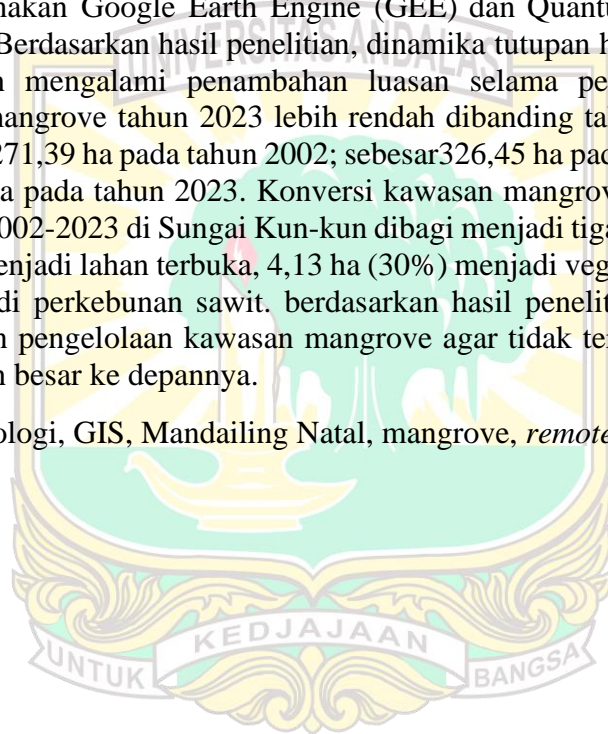 nakan Google Earth Engine (GEE) dan Quantu
Berdasarkan hasil penelitian, dinamika tutupan h
UNIVERSITAS ANDALAS
mengalami penambahan luasan selama pe
mangrove tahun 2023 lebih rendah dibanding ta
271,39 ha pada tahun 2002; sebesar326,45 ha pad
a pada tahun 2023. Konversi kawasan mangrov
002-2023 di Sungai Kun-kun dibagi menjadi tiga
enjadi lahan terbuka, 4,13 ha (30%) menjadi veg
di perkebunan sawit. berdasarkan hasil penelit
n pengelolaan kawasan mangrove agar tidak te
n besar ke depannya.
ologi, GIS, Mandailing Natal, mangrove, remote
UNTUK KEDJAJAAN BANGSA